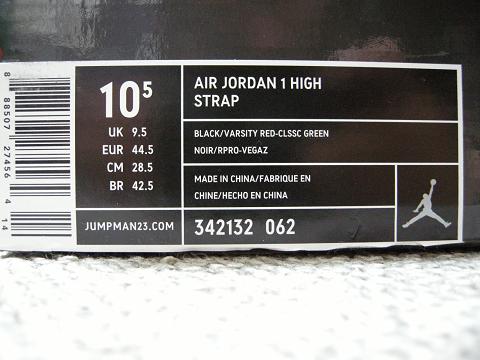 8 88507 27456 4 14
10⁵
UK 9.5
EUR 44.5
CM 28.5
BR 42.5
JUMPMAN23.COM
AIR JORDAN 1 HIGH
STRAP
BLACK/VARSITY RED-CLSSC GREEN
NOIR/RPRO-VEGAZ
MADE IN CHINA/FABRIQUE EN
CHINE/HECHO EN CHINA
342132 062